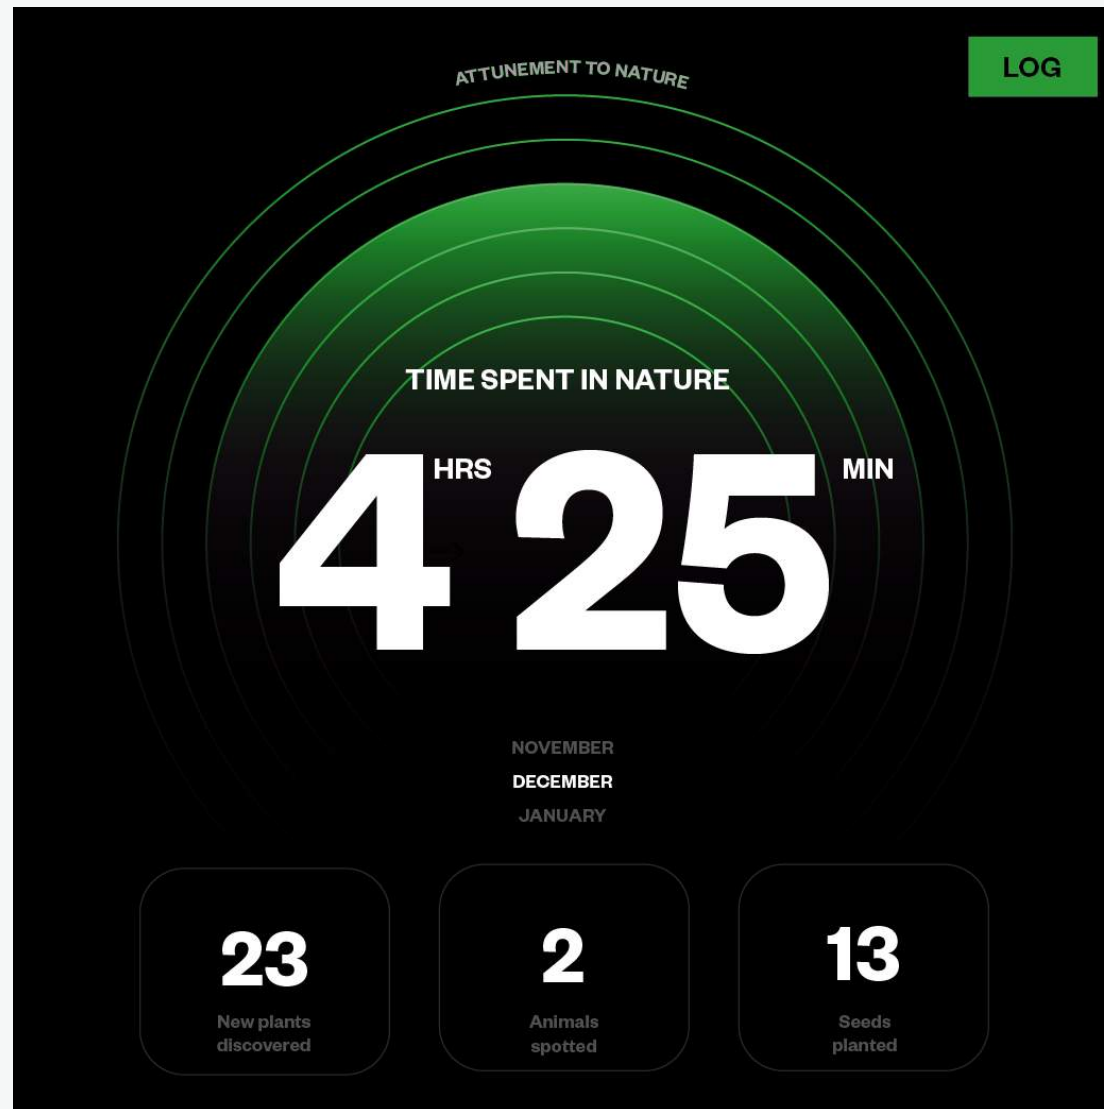 ATTUNEMENT TO NATURE
LOG
TIME SPENT IN NATURE
4 HRS 25 MIN
NOVEMBER
DECEMBER
JANUARY
23
New plants
discovered
2
Animals
spotted
13
Seeds
planted